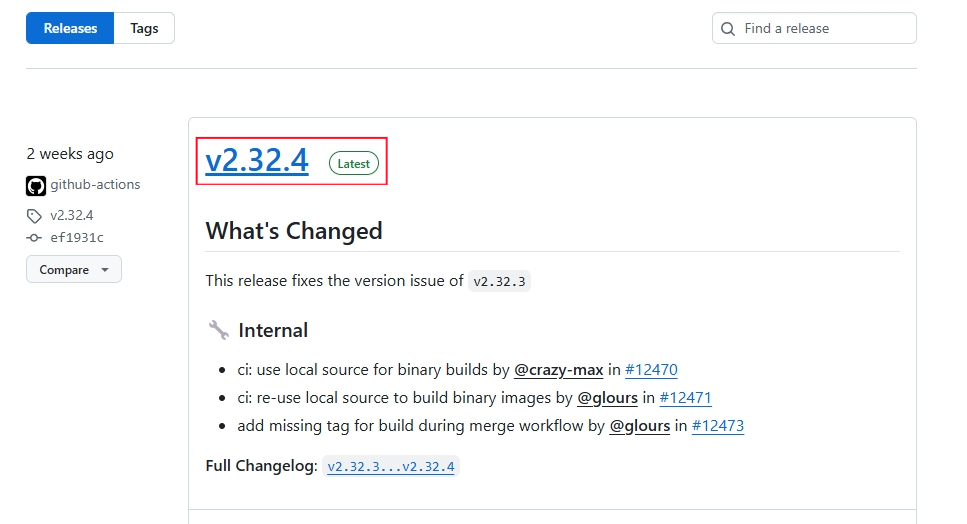 Releases
Tags
Find a release
2 weeks ago
github-actions
v2.32.4
ef1931c
Compare
v2.32.4
Latest
What's Changed
This release fixes the version issue of v2.32.3
Internal
ci: use local source for binary builds by @crazy-max in #12470
ci: re-use local source to build binary images by @glours in #12471
add missing tag for build during merge workflow by @glours in #12473
Full Changelog: v2.32.3...v2.32.4